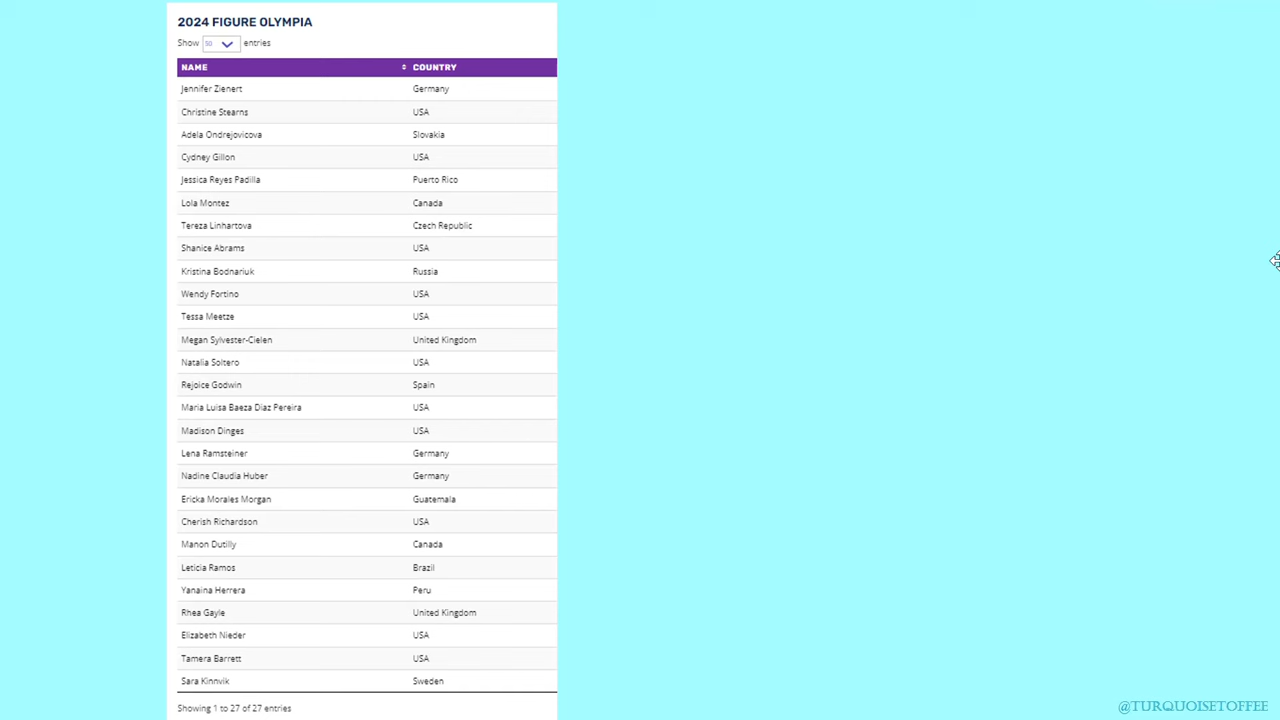 2024 FIGURE OLYMPIA
Show 50 entries
NAME COUNTRY
Jennifer Zienert Germany
Christine Stearns USA
Adela Ondrejovicova Slovakia
Cydney Gillon USA
Jessica Reyes Padilla Puerto Rico
Lola Montez Canada
Tereza Linhartova Czech Republic
Shanice Abrams USA
Kristina Bodnariuk Russia
Wendy Fortino USA
Tessa Meetze USA
Megan Sylvester-Cielen United Kingdom
Natalia Soltero USA
Rejoice Godwin Spain
Maria Luisa Baeza Diaz Pereira USA
Madison Dinges USA
Lena Ramsteiner Germany
Nadine Claudia Huber Germany
Ericka Morales Morgan Guatemala
Cherish Richardson USA
Manon Dutilly Canada
Leticia Ramos Brazil
Yanaina Herrera Peru
Rhea Gayle United Kingdom
Elizabeth Nieder USA
Tamera Barrett USA
Sara Kinnvik Sweden
Showing 1 to 27 of 27 entries
@TURQUOISETOFFEE